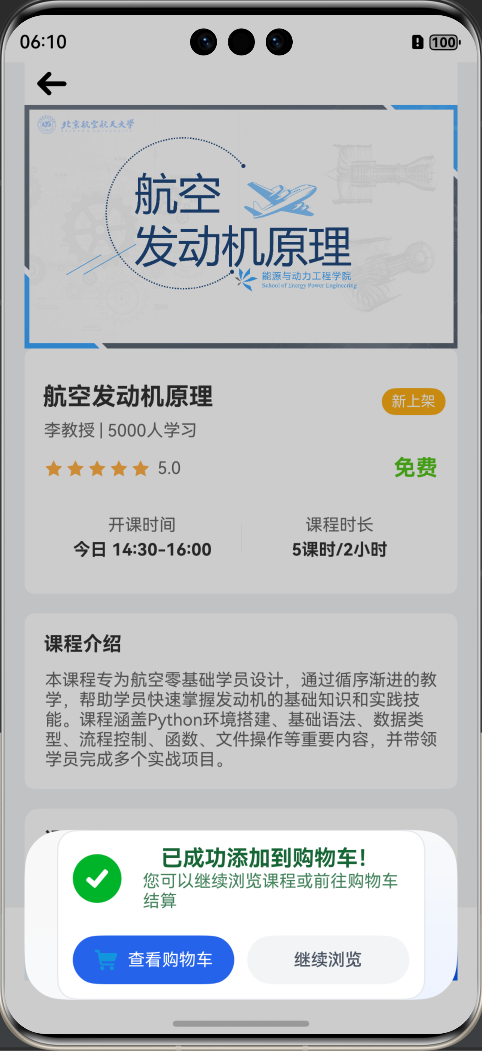 06:10
100
北京航空航天大学
航空
发动机原理
能源与动力工程学院
School of Energy Power Engineering
航空发动机原理
新上架
李教授 | 5000人学习
5.0
免费
开课时间
课程时长
今日 14:30-16:00
5课时/2小时
课程介绍
本课程专为航空零基础学员设计，通过循序渐进的教
学，帮助学员快速掌握发动机的基础知识和实践技
能。课程涵盖Python环境搭建、基础语法、数据类
型、流程控制、函数、文件操作等重要内容，并带领
学员完成多个实战项目。
已成功添加到购物车!
您可以继续浏览课程或前往购物车
结算
查看购物车
继续浏览